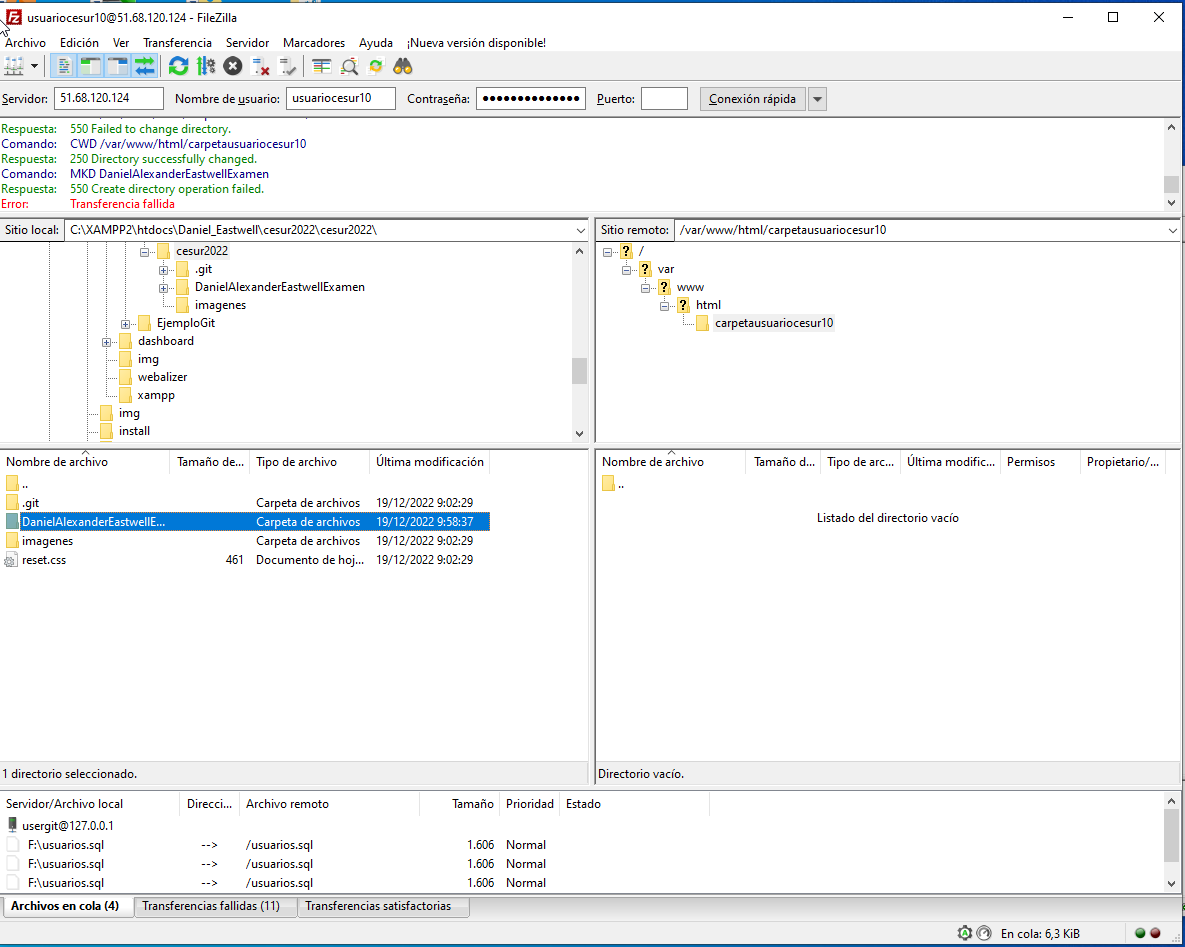 usuariocesur10@51.68.120.124 - FileZilla
Archivo Edición Ver Transferencia Servidor Marcadores Ayuda ¡Nueva versión disponible!
Servidor: 51.68.120.124 Nombre de usuario: usuariocesur10 Contraseña: ●●●●●●●●●●●●●● Puerto: Conexión rápida
Respuesta: 550 Failed to change directory.
Comando: CWD /var/www/html/carpetausuariocesur10
Respuesta: 250 Directory successfully changed.
Comando: MKD DanielAlexanderEastwellExamen
Respuesta: 550 Create directory operation failed.
Error: Transferencia fallida
Sitio local: C:\XAMPP2\htdocs\Daniel_Eastwell\cesur2022\cesur2022\
cesur2022
.git
DanielAlexanderEastwellExamen
imagenes
EjemploGit
dashboard
img
webalizer
xampp
img
install
Sitio remoto: /var/www/html/carpetausuariocesur10
/
var
www
html
carpetausuariocesur10
Nombre de archivo Tamaño de... Tipo de archivo Última modificación
..
.git Carpeta de archivos 19/12/2022 9:02:29
DanielAlexanderEastwellE... Carpeta de archivos 19/12/2022 9:58:37
imagenes Carpeta de archivos 19/12/2022 9:02:29
reset.css 461 Documento de hoj... 19/12/2022 9:02:29
1 directorio seleccionado.
Nombre de archivo Tamaño d... Tipo de arc... Última modific... Permisos Propietario/...
..
Listado del directorio vacío
Directorio vacío.
Servidor/Archivo local Direcci... Archivo remoto Tamaño Prioridad Estado
usergit@127.0.0.1
F:\usuarios.sql --> /usuarios.sql 1.606 Normal
F:\usuarios.sql --> /usuarios.sql 1.606 Normal
F:\usuarios.sql --> /usuarios.sql 1.606 Normal
Archivos en cola (4) Transferencias fallidas (11) Transferencias satisfactorias
En cola: 6,3 KiB